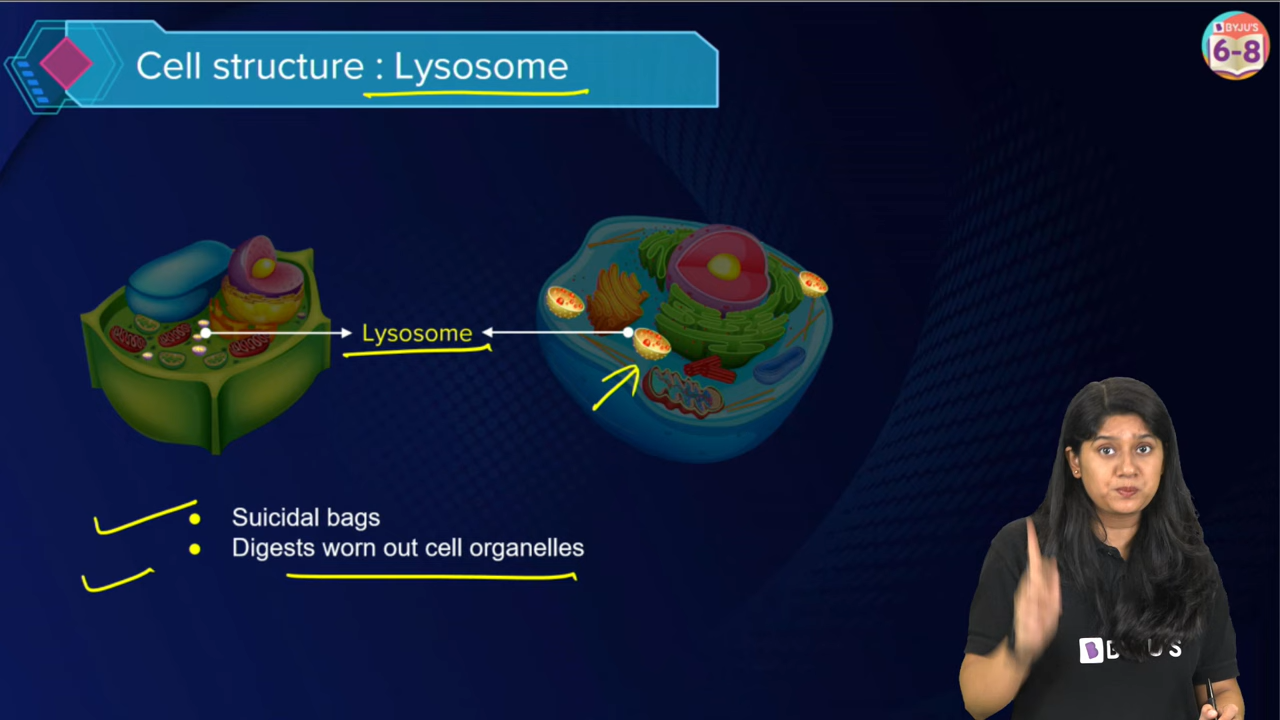 Cell structure : Lysosome
BYJU'S
6-8
Lysosome
Suicidal bags
Digests worn out cell organelles